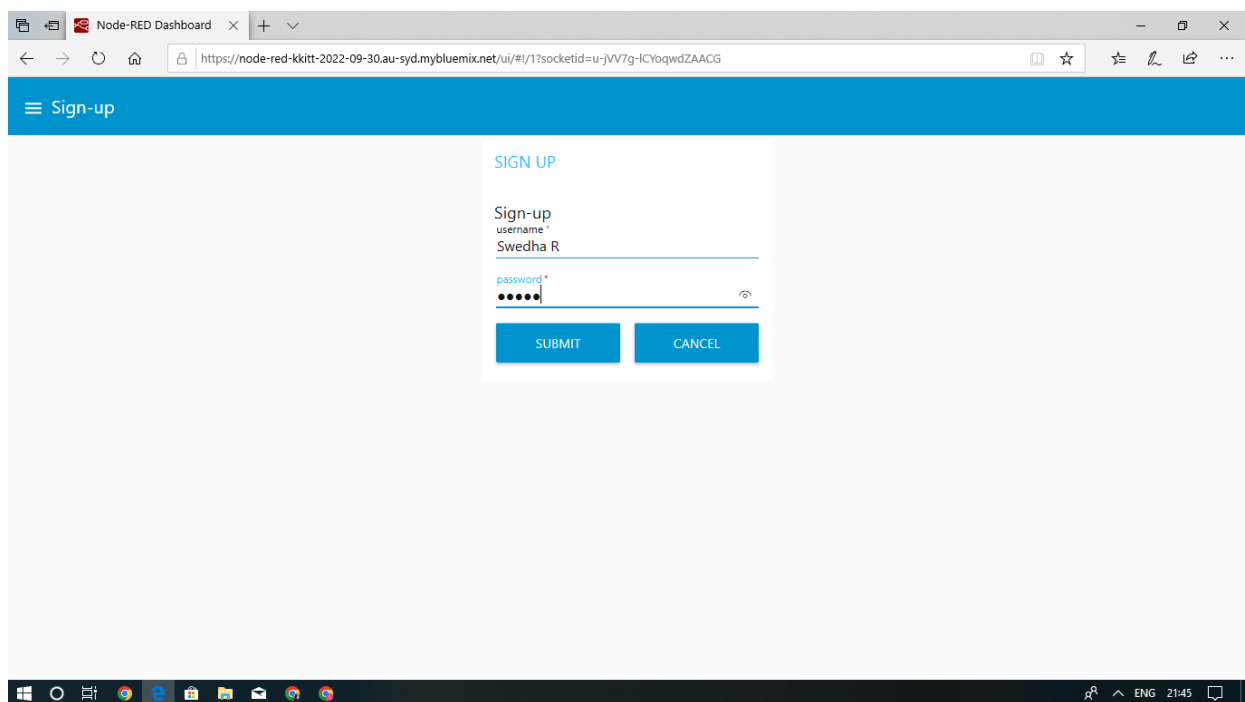 Node-RED Dashboard
https://node-red-kkitt-2022-09-30.au-syd.mybluemix.net/ui/#!/1?socketid=u-jVV7g-lCYoqwdZAACG
Sign-up
SIGN UP
Sign-up
username *
Swedha R
password *
●●●●●
SUBMIT CANCEL
ENG 21:45